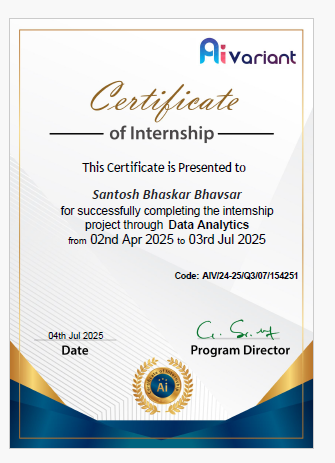 Aivariant
Certificate
of Internship
This Certificate is Presented to
Santosh Bhaskar Bhavsar
for successfully completing the internship
project through Data Analytics
from 02nd Apr 2025 to 03rd Jul 2025
Code: AIV/24-25/Q3/07/154251
04th Jul 2025
Date
Program Director
Ai